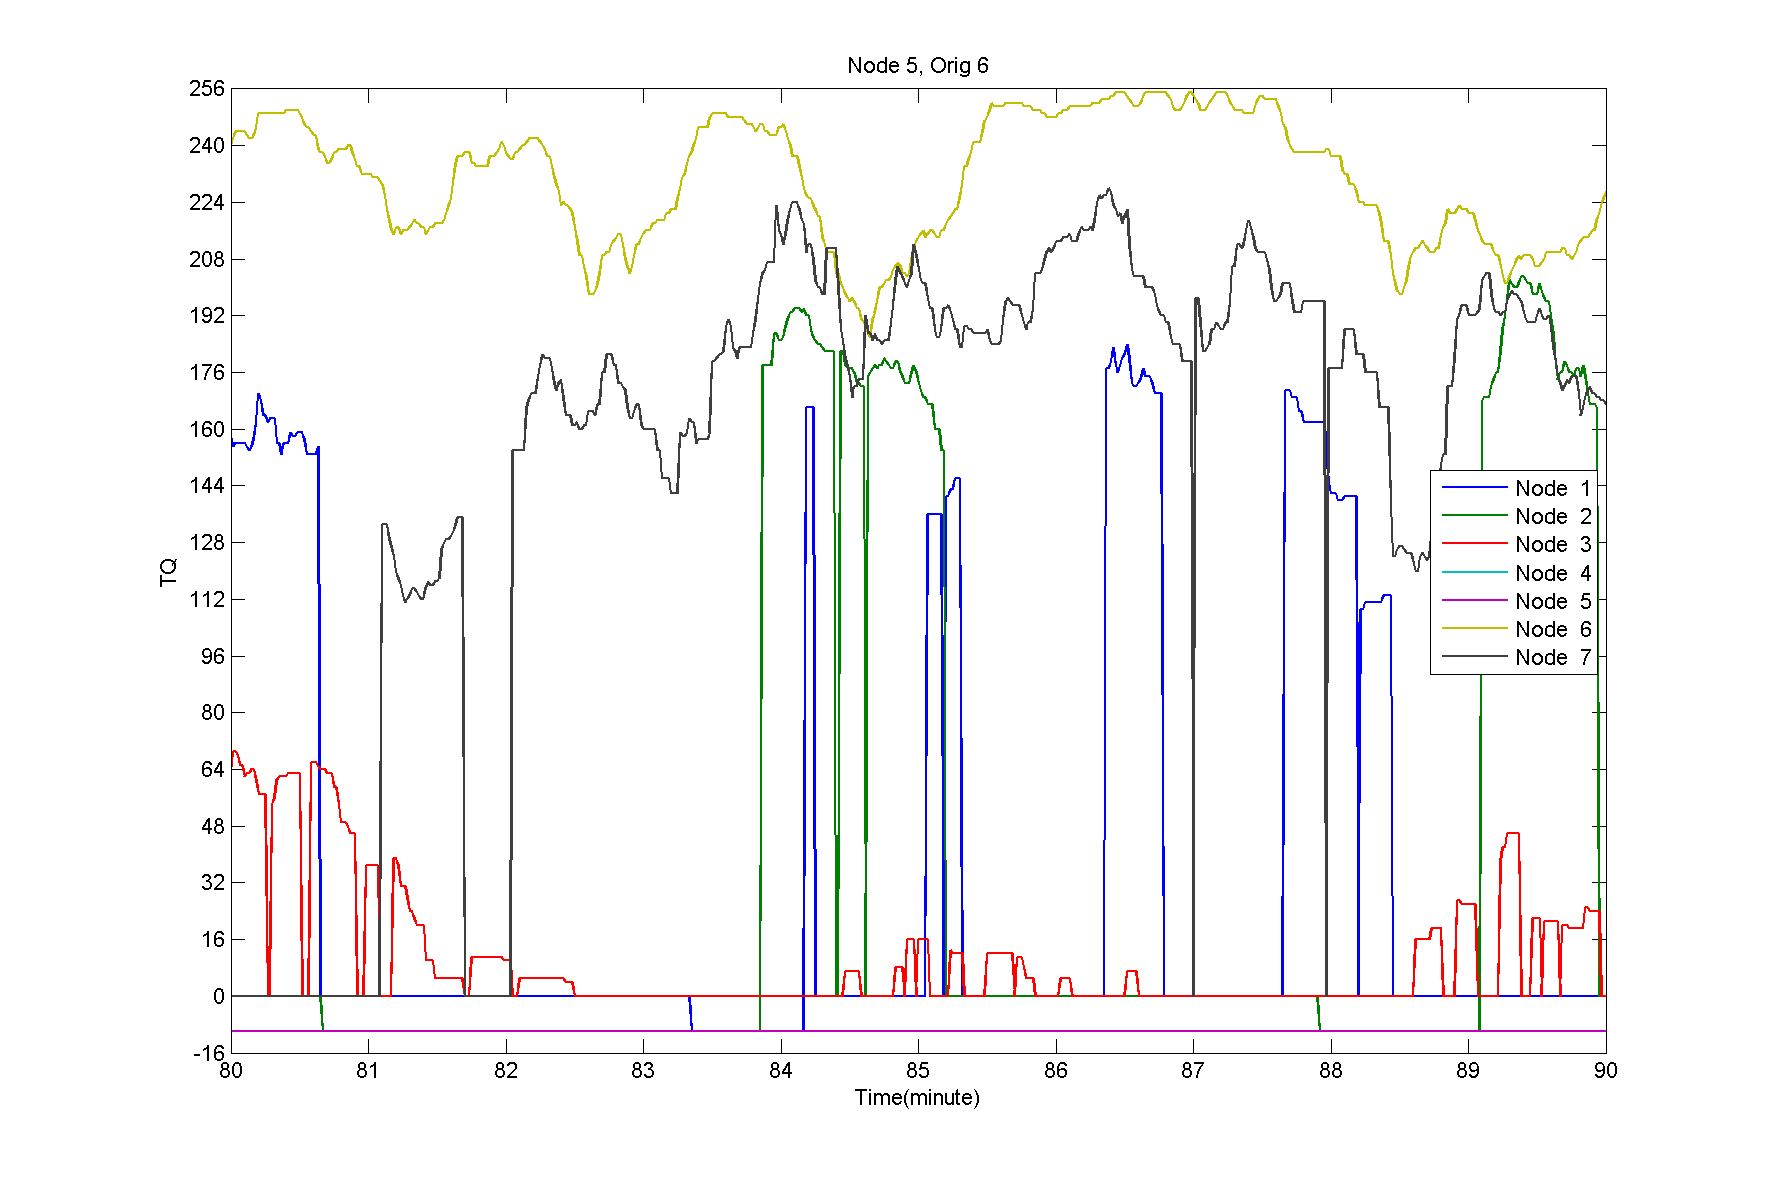 Node 5, Orig 6
256
240
224
208
192
176
160
144
128
112
96
80
64
48
32
16
0
-16
TQ
Node 1
Node 2
Node 3
Node 4
Node 5
Node 6
Node 7
80 81 82 83 84 85 86 87 88 89 90
Time(minute)